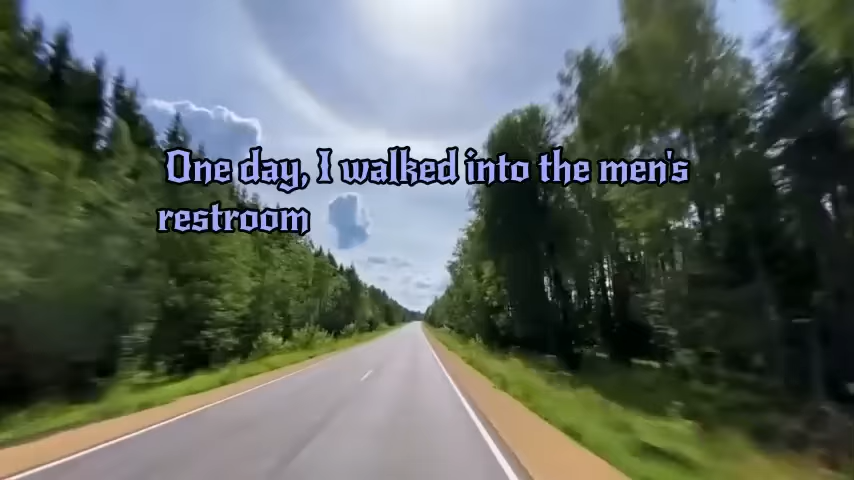 One day, I walked into the men's
restroom